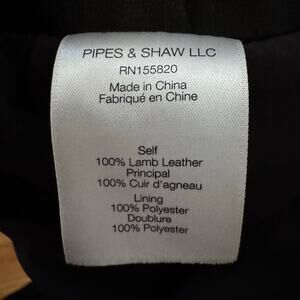 PIPES & SHAW LLC
RN155820
Made in China
Fabriqué en Chine
Self
100% Lamb Leather
Principal
100% Cuir d'agneau
Lining
100% Polyester
Doublure
100% Polyester